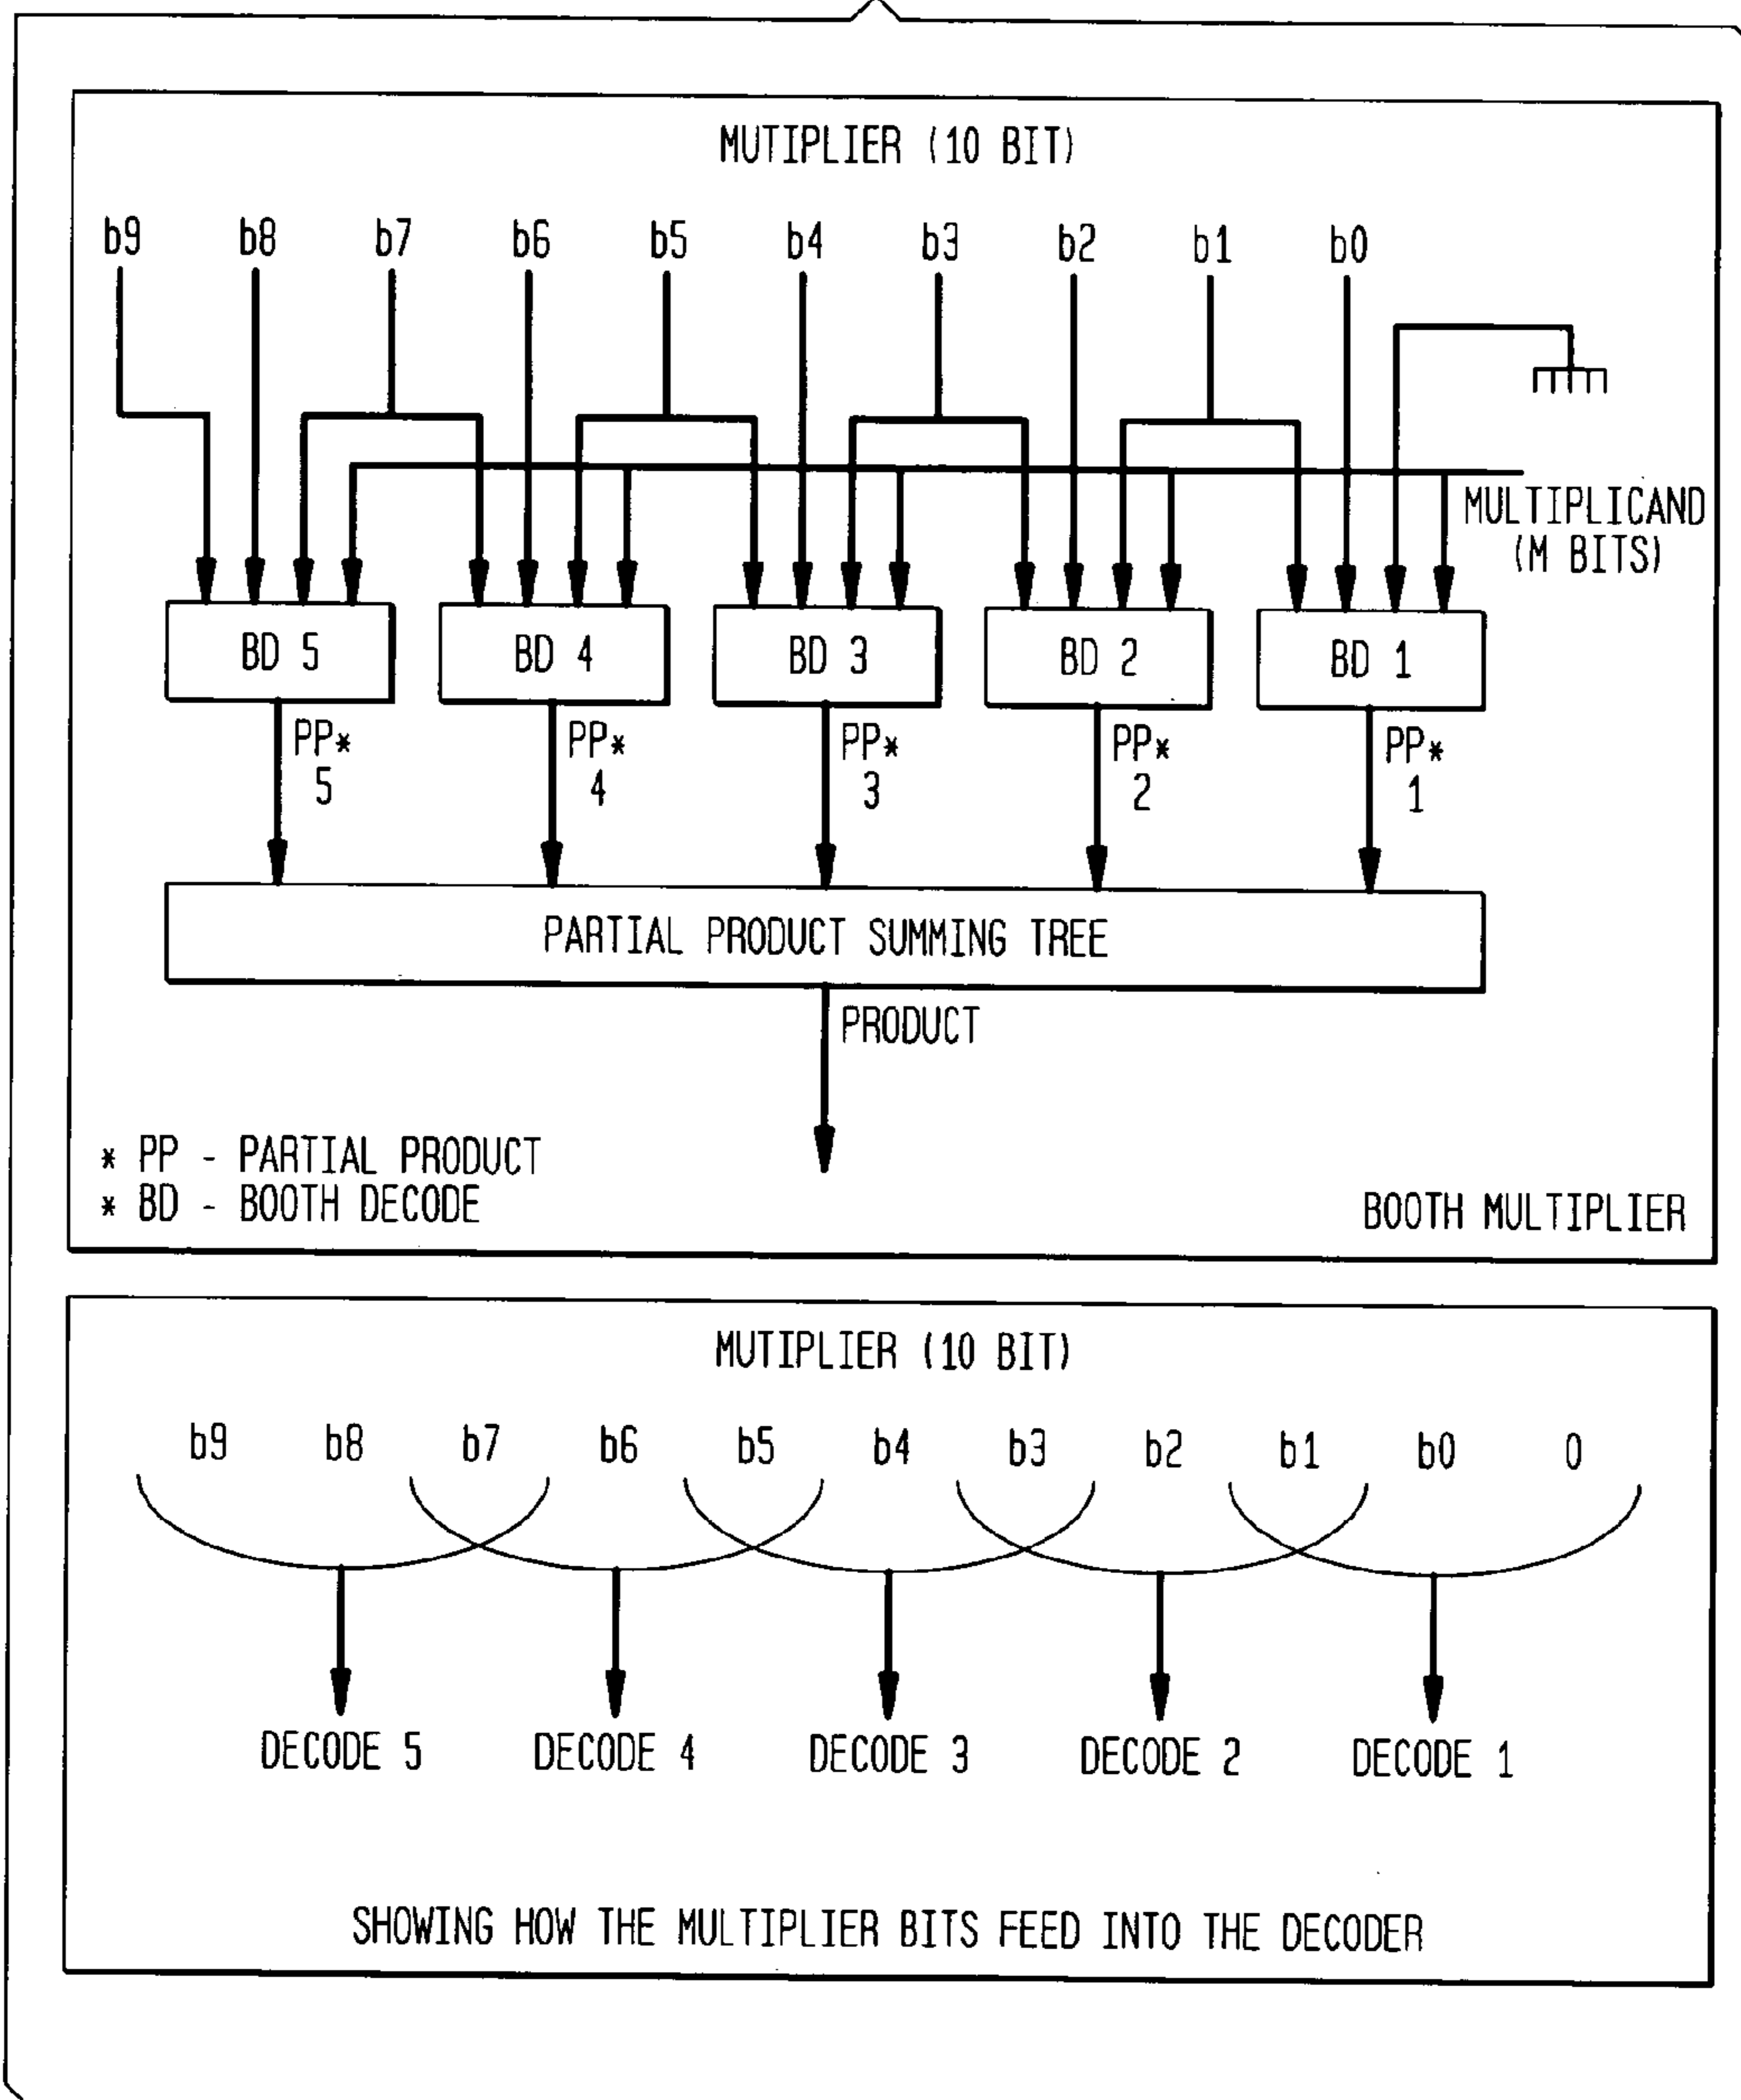 MUTIPLIER (10 BIT)
b9 b8 b7 b6 b5 b4 b3 b2 b1 b0
MULTIPLICAND
(M BITS)
BD 5 BD 4 BD 3 BD 2 BD 1
PP* PP* PP* PP* PP*
5 4 3 2 1
PARTIAL PRODUCT SUMMING TREE
PRODUCT
* PP - PARTIAL PRODUCT
* BD - BOOTH DECODE
BOOTH MULTIPLIER
MUTIPLIER (10 BIT)
b9 b8 b7 b6 b5 b4 b3 b2 b1 b0 0
DECODE 5 DECODE 4 DECODE 3 DECODE 2 DECODE 1
SHOWING HOW THE MULTIPLIER BITS FEED INTO THE DECODER